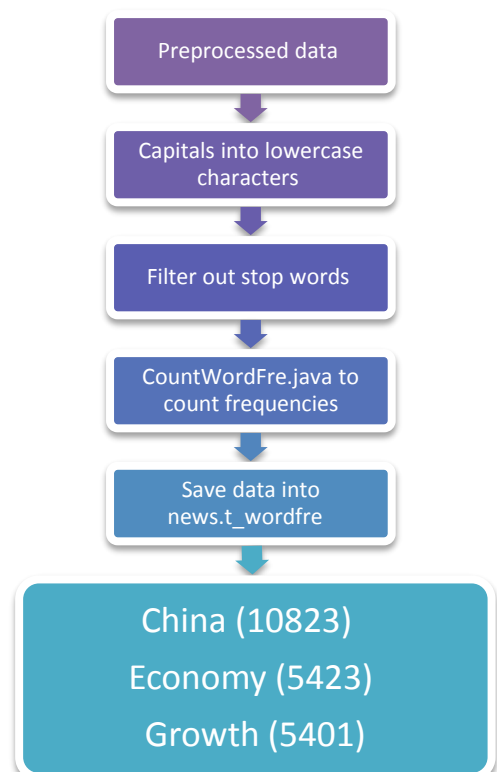 Preprocessed data
Capitals into lowercase
characters
Filter out stop words
CountWordFre.java to
count frequencies
Save data into
news.t_wordfre
China (10823)
Economy (5423)
Growth (5401)